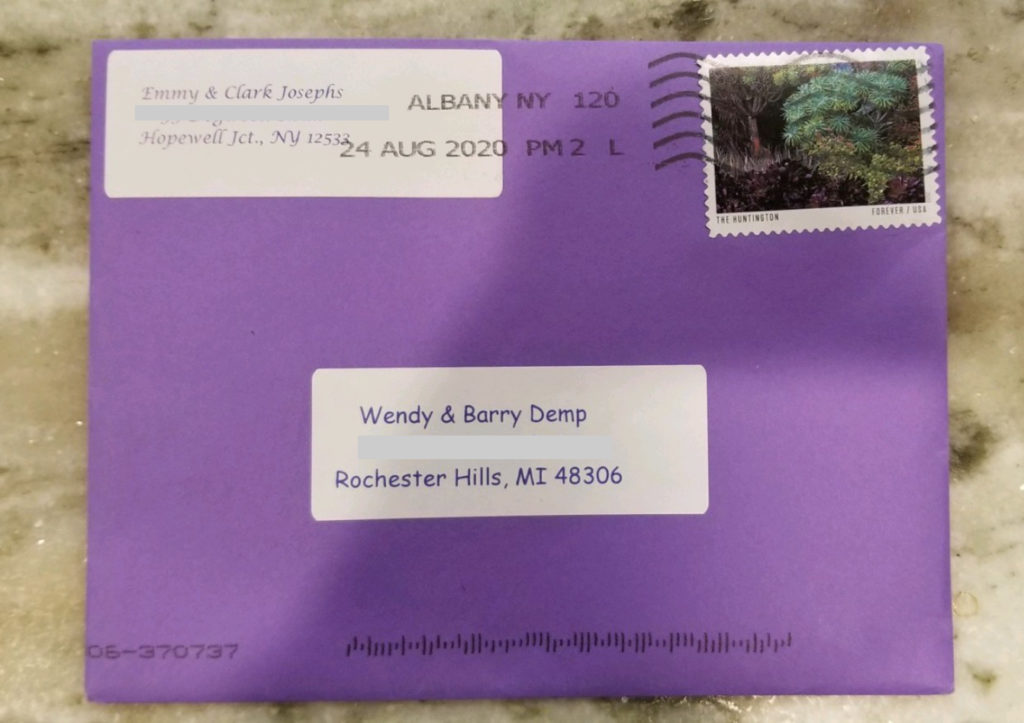 Emmy & Clark Josephs
Hopewell Jct., NY 12533
ALBANY NY 120
24 AUG 2020 PM 2 L
THE HUNTINGTON
FOREVER / USA
Wendy & Barry Demp
Rochester Hills, MI 48306
05-370737